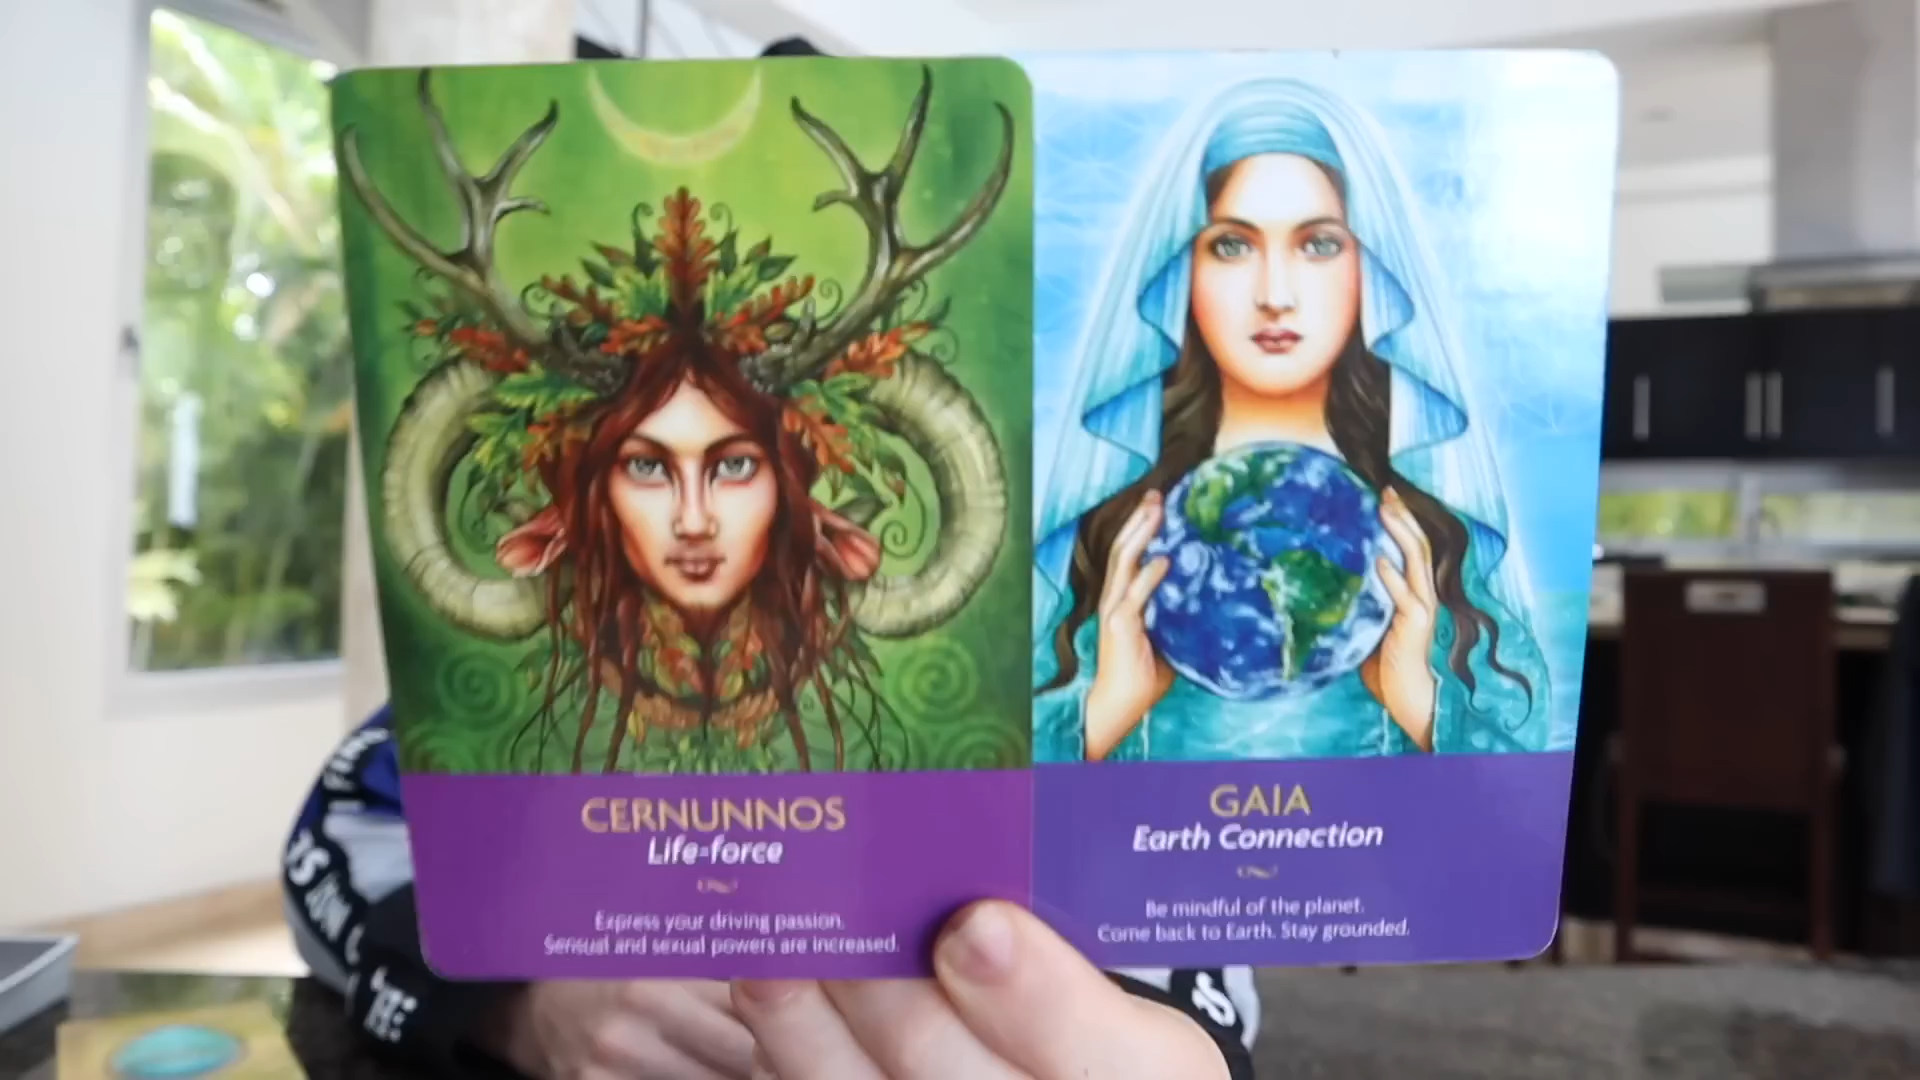 CERNUNNOS
Life-force
Express your driving passion.
Sensual and sexual powers are increased.
GAIA
Earth Connection
Be mindful of the planet.
Come back to Earth. Stay grounded.